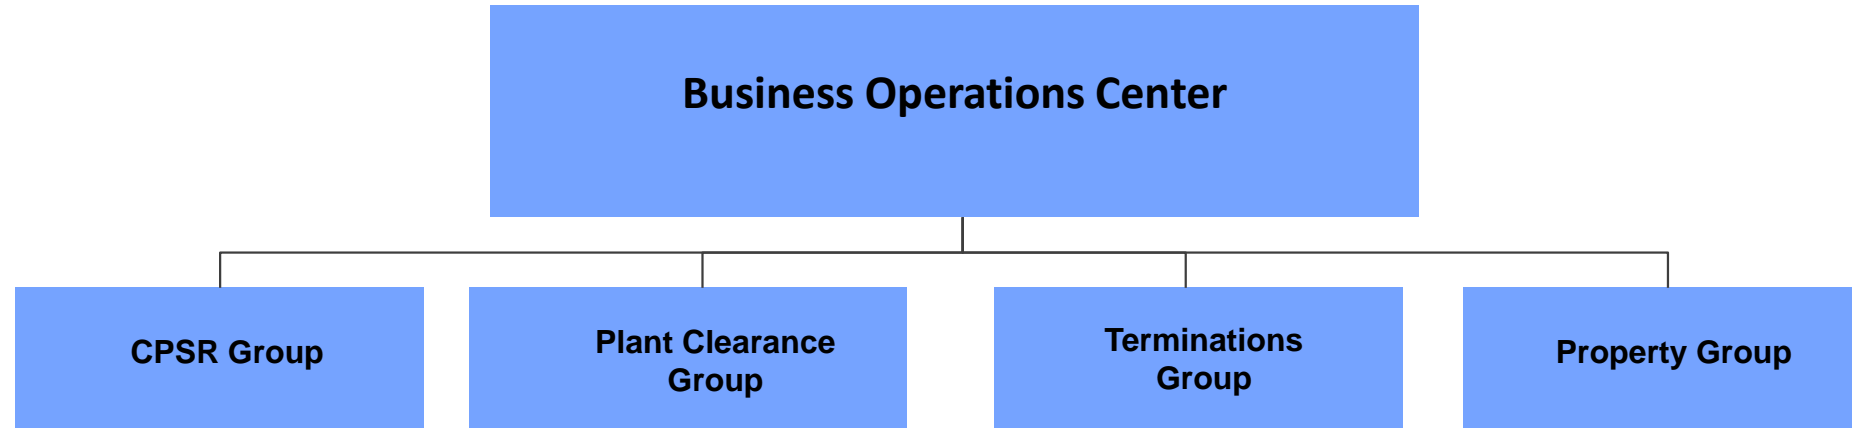 Business Operations Center
CPSR Group
Plant Clearance
Group
Terminations
Group
Property Group